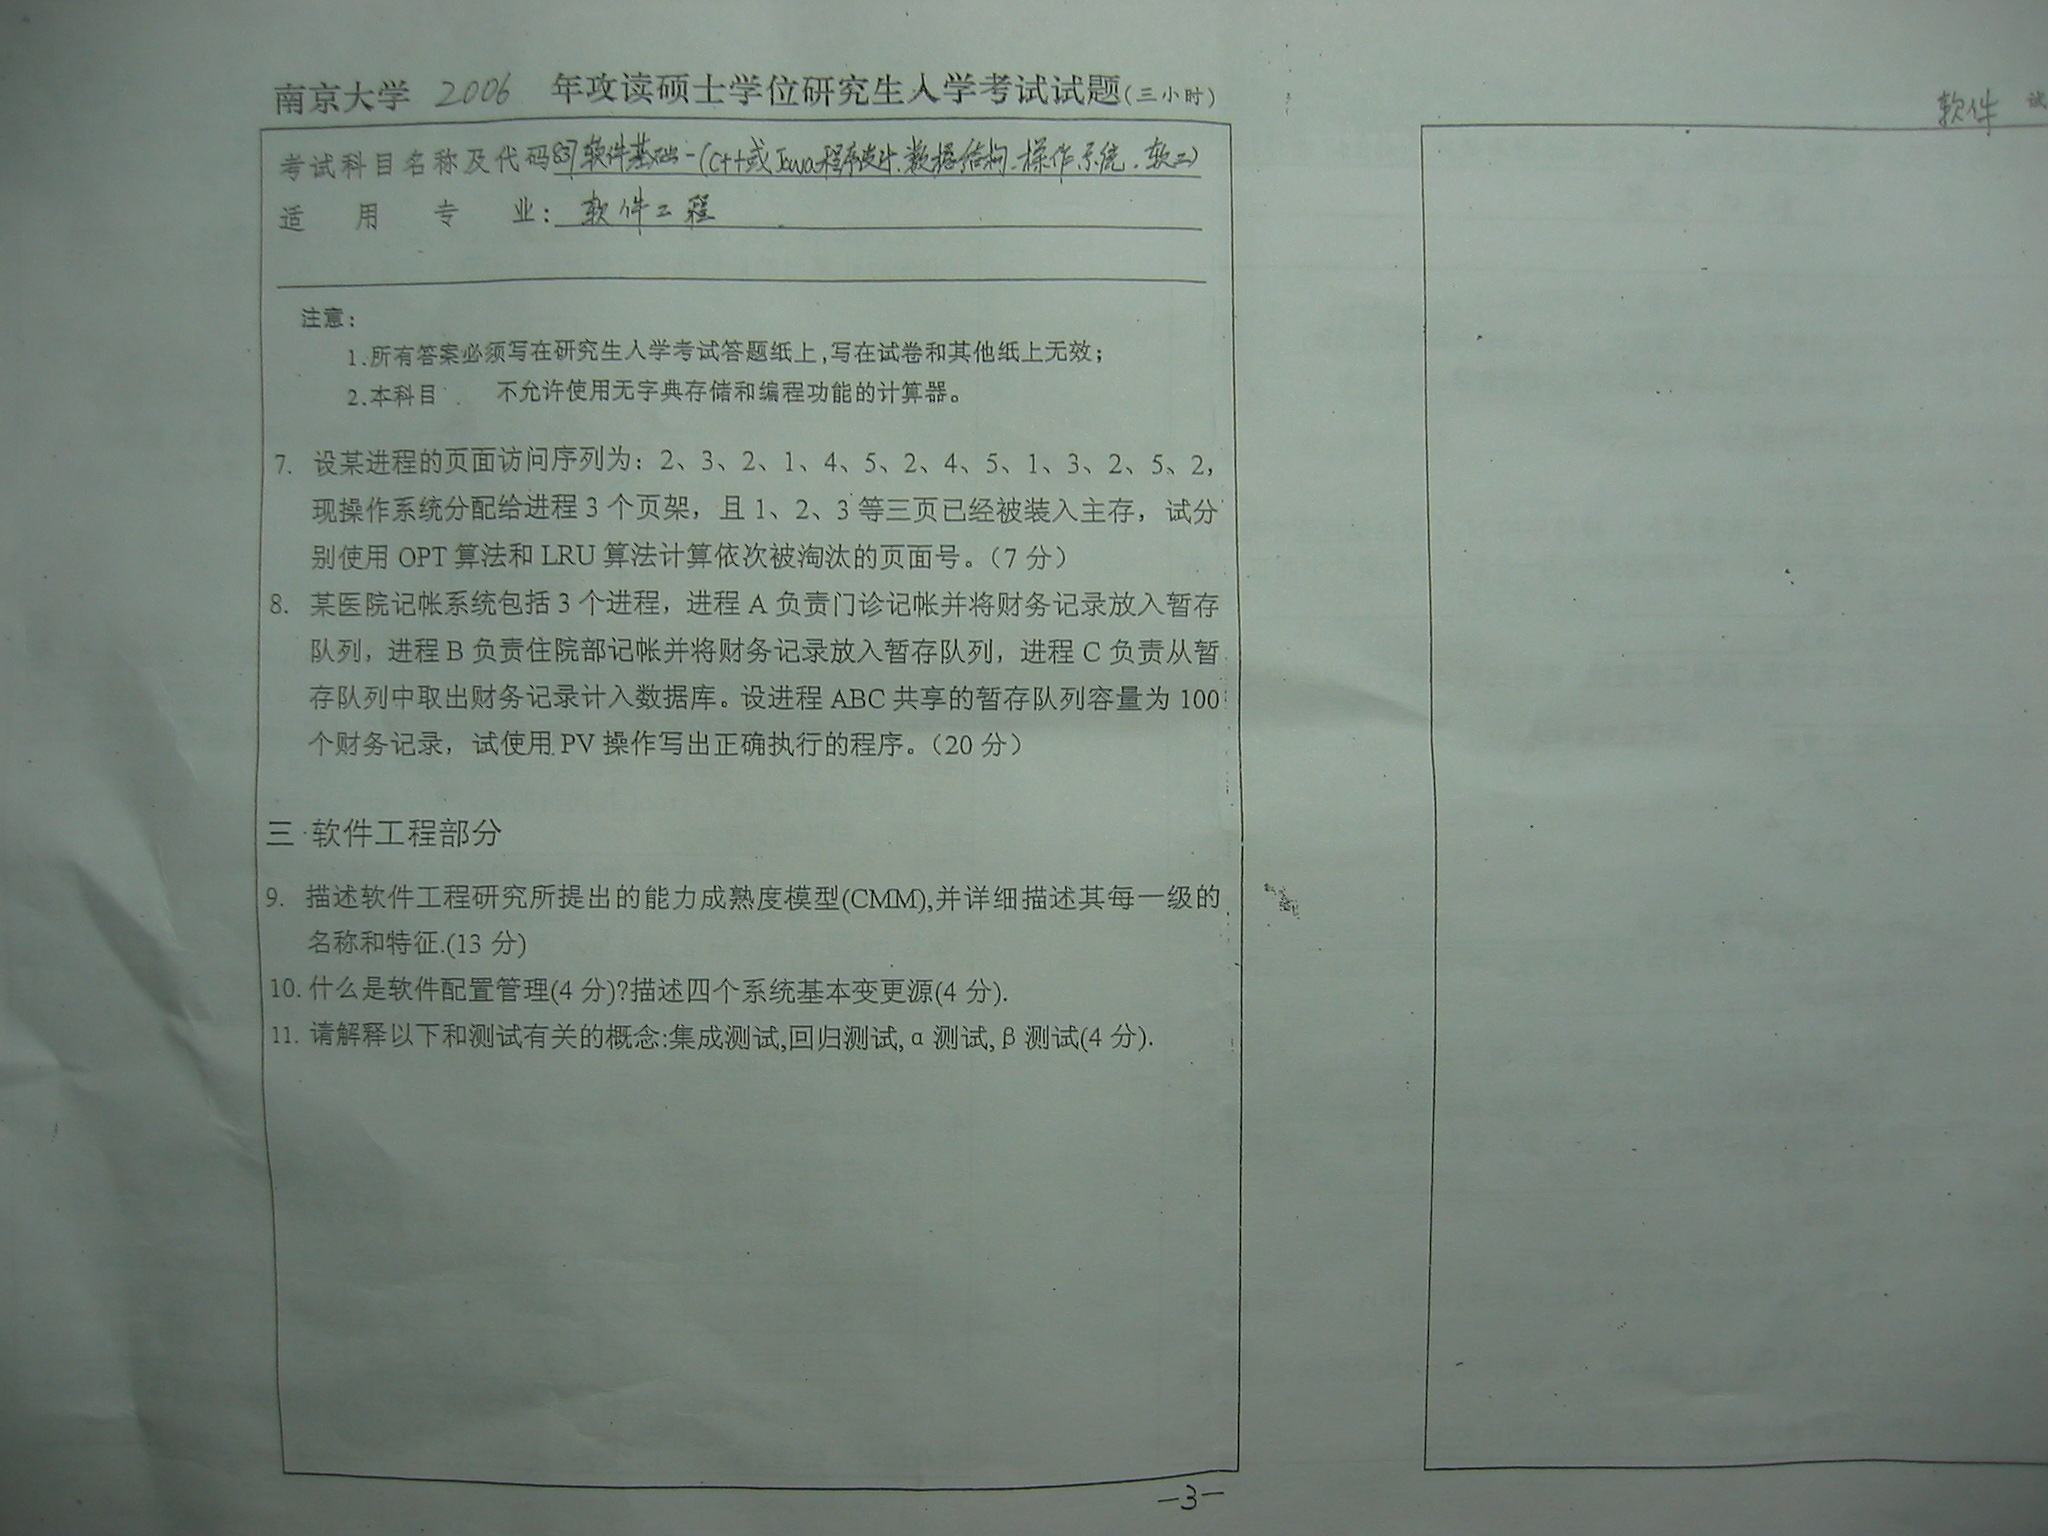 南京大学 2006 年攻读硕士学位研究生入学考试试题(三小时)
软件 试
考试科目名称及代码 837 软件基础一(C++或Java程序设计、数据结构、操作系统、软工)
适用专业: 软件工程
注意:
1.所有答案必须写在研究生入学考试答题纸上,写在试卷和其他纸上无效;
2.本科目 不允许使用无字典存储和编程功能的计算器。
7. 设某进程的页面访问序列为:2、3、2、1、4、5、2、4、5、1、3、2、5、2,
现操作系统分配给进程 3 个页架,且 1、2、3 等三页已经被装入主存,试分
别使用 OPT 算法和 LRU 算法计算依次被淘汰的页面号。(7 分)
8. 某医院记帐系统包括 3 个进程,进程 A 负责门诊记帐并将财务记录放入暂存
队列,进程 B 负责住院部记帐并将财务记录放入暂存队列,进程 C 负责从暂
存队列中取出财务记录计入数据库。设进程 ABC 共享的暂存队列容量为 100
个财务记录,试使用 PV 操作写出正确执行的程序。(20 分)
三 软件工程部分
9. 描述软件工程研究所提出的能力成熟度模型(CMM),并详细描述其每一级的
名称和特征.(13 分)
10. 什么是软件配置管理(4 分)?描述四个系统基本变更源(4 分).
11. 请解释以下和测试有关的概念:集成测试,回归测试,α 测试,β 测试(4 分).
-3-